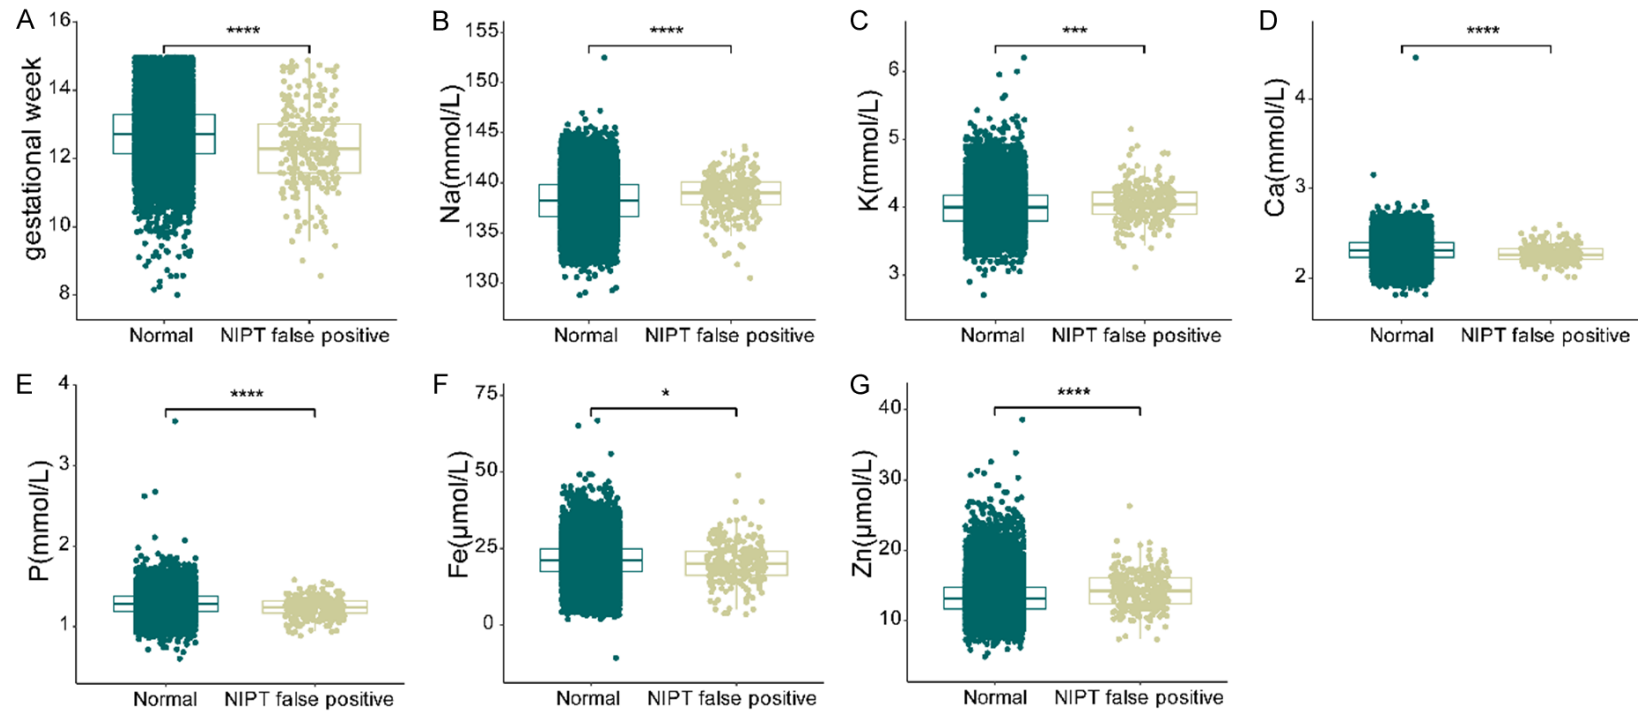 A
gestational week
16
14
12
10
8
****
Normal
NIPT false positive
B
Na(mmol/L)
155
150
145
140
135
130
****
Normal
NIPT false positive
C
K(mmol/L)
6
5
4
3
***
Normal
NIPT false positive
D
Ca(mmol/L)
4
3
2
****
Normal
NIPT false positive
E
P(mmol/L)
4
3
2
1
****
Normal
NIPT false positive
F
Fe(μmol/L)
75
50
25
0
*
Normal
NIPT false positive
G
Zn(μmol/L)
40
30
20
10
****
Normal
NIPT false positive